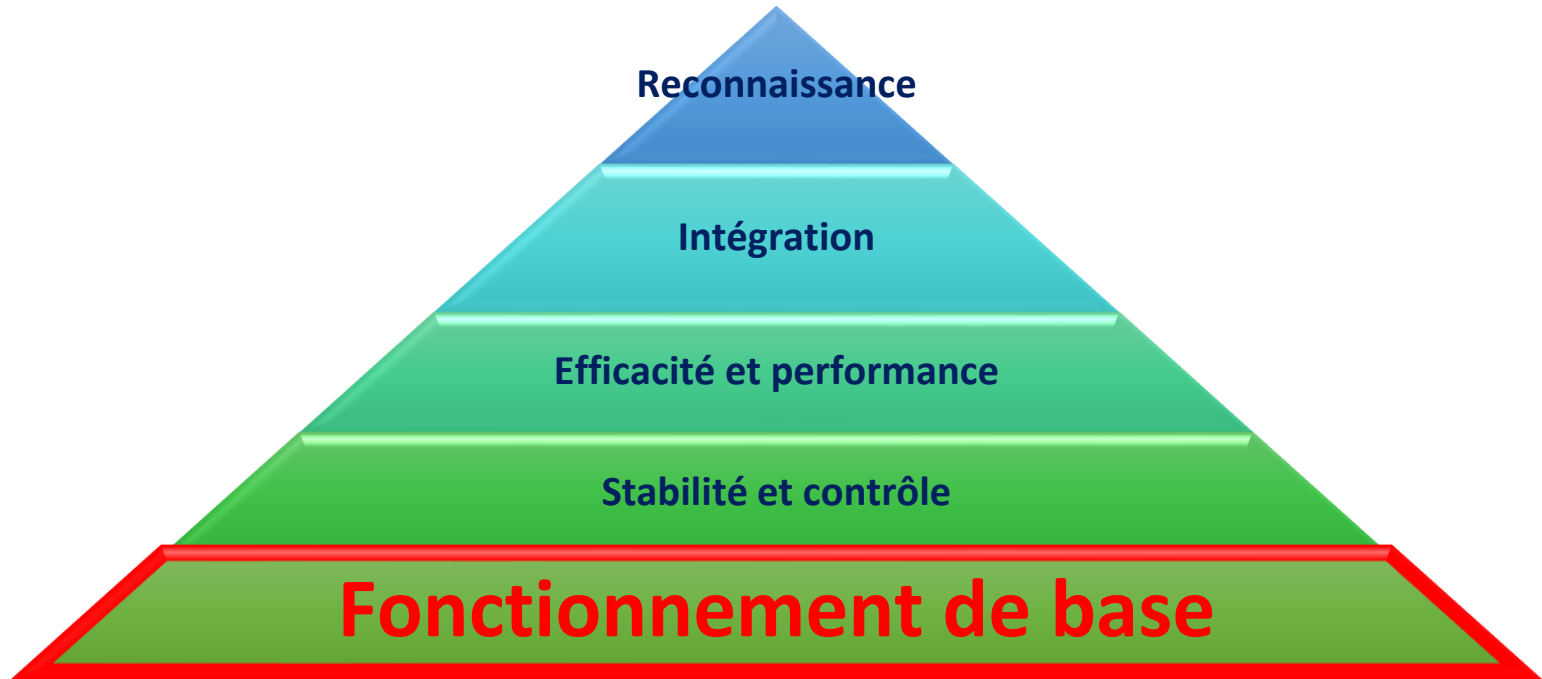 Reconnaissance
Intégration
Efficacité et performance
Stabilité et contrôle
Fonctionnement de base